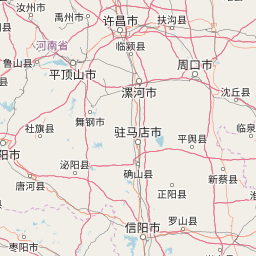 汝州市
禹州市
许昌市
扶沟县
河南省
临颍县
鲁山县
平顶山市
周口市
漯河市
沈丘县
舞钢市
社旗县
驻马店市
临泉
平舆县
阳市
泌阳县
确山县
新蔡县
唐河县
正阳县
罗山县
信阳市
枣阳市